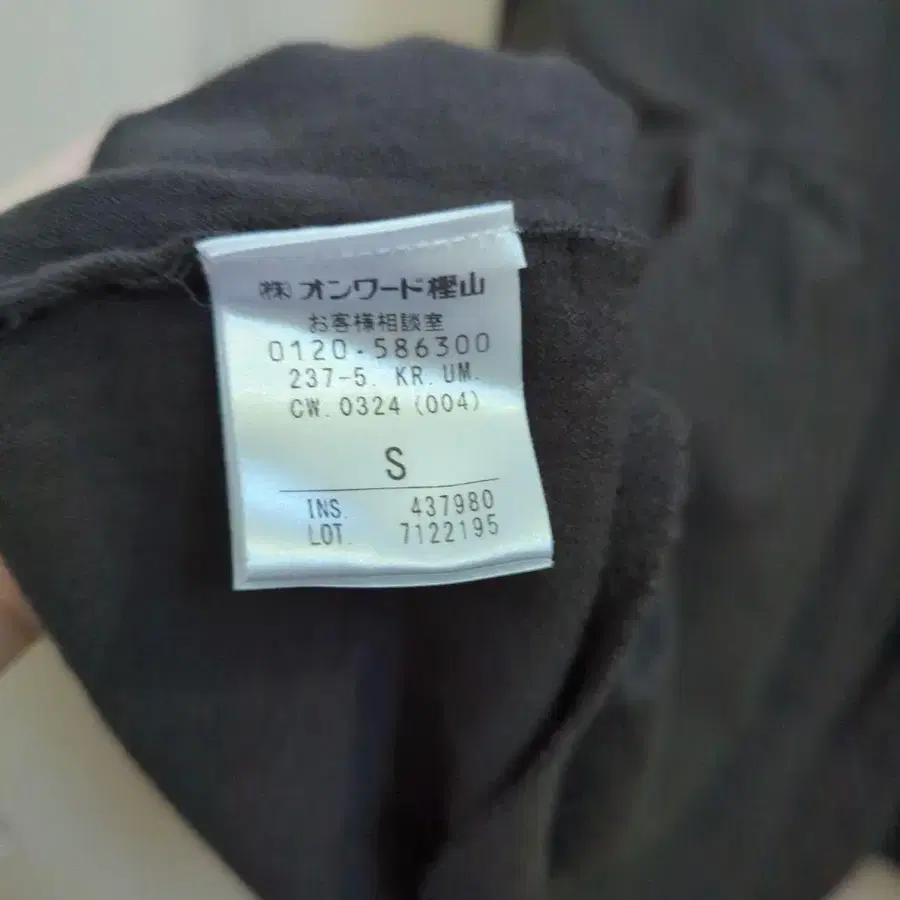 (株)オンワード樫山
お客様相談室
0120-586300
237-5. KR. UM.
CW. 0324 (004)
S
INS. 437980
LOT. 7122195